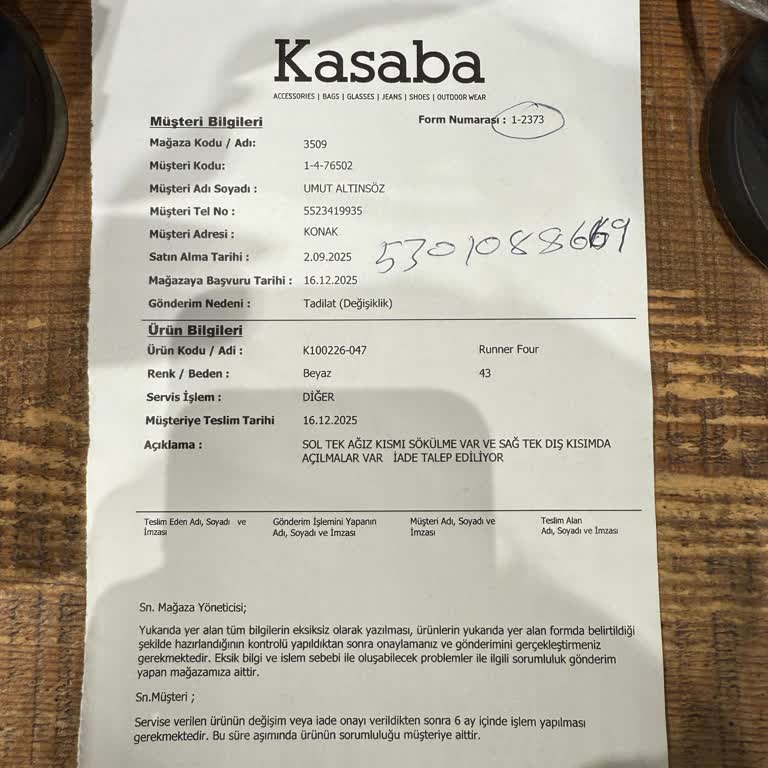 Kasaba
ACCESSORIES | BAGS | GLASSES | JEANS | SHOES | OUTDOOR WEAR
Müşteri Bilgileri Form Numarası : 1-2373
Mağaza Kodu / Adı: 3509
Müşteri Kodu: 1-4-76502
Müşteri Adı Soyadı : UMUT ALTINSÖZ
Müşteri Tel No : 5523419935
Müşteri Adresi : KONAK
Satın Alma Tarihi : 2.09.2025
Mağazaya Başvuru Tarihi : 16.12.2025
Gönderim Nedeni : Tadilat (Değişiklik)
Ürün Bilgileri
Ürün Kodu / Adi : K100226-047 Runner Four
Renk / Beden : Beyaz 43
Servis İşlem : DİĞER
Müşteriye Teslim Tarihi 16.12.2025
Açıklama : SOL TEK AĞIZ KISMI SÖKÜLME VAR VE SAĞ TEK DIŞ KISIMDA
AÇILMALAR VAR İADE TALEP EDİLİYOR
Teslim Eden Adı, Soyadı ve İmzası
Gönderim İşlemini Yapanın Adı, Soyadı ve İmzası
Müşteri Adı, Soyadı ve İmzası
Teslim Alan Adı, Soyadı ve İmzası
Sn. Mağaza Yöneticisi;
Yukarıda yer alan tüm bilgilerin eksiksiz olarak yazılması, ürünlerin yukarıda yer alan formda belirtildiği
şekilde hazırlandığının kontrolü yapıldıktan sonra onaylamanız ve gönderimini gerçekleştirmeniz
gerekmektedir. Eksik bilgi ve islem sebebi ile oluşabilecek problemler ile ilgili sorumluluk gönderim
yapan mağazamıza aittir.
Sn.Müşteri ;
Servise verilen ürünün değişim veya iade onayı verildikten sonra 6 ay içinde işlem yapılması
gerekmektedir. Bu süre aşımında ürünün sorumluluğu müşteriye aittir.